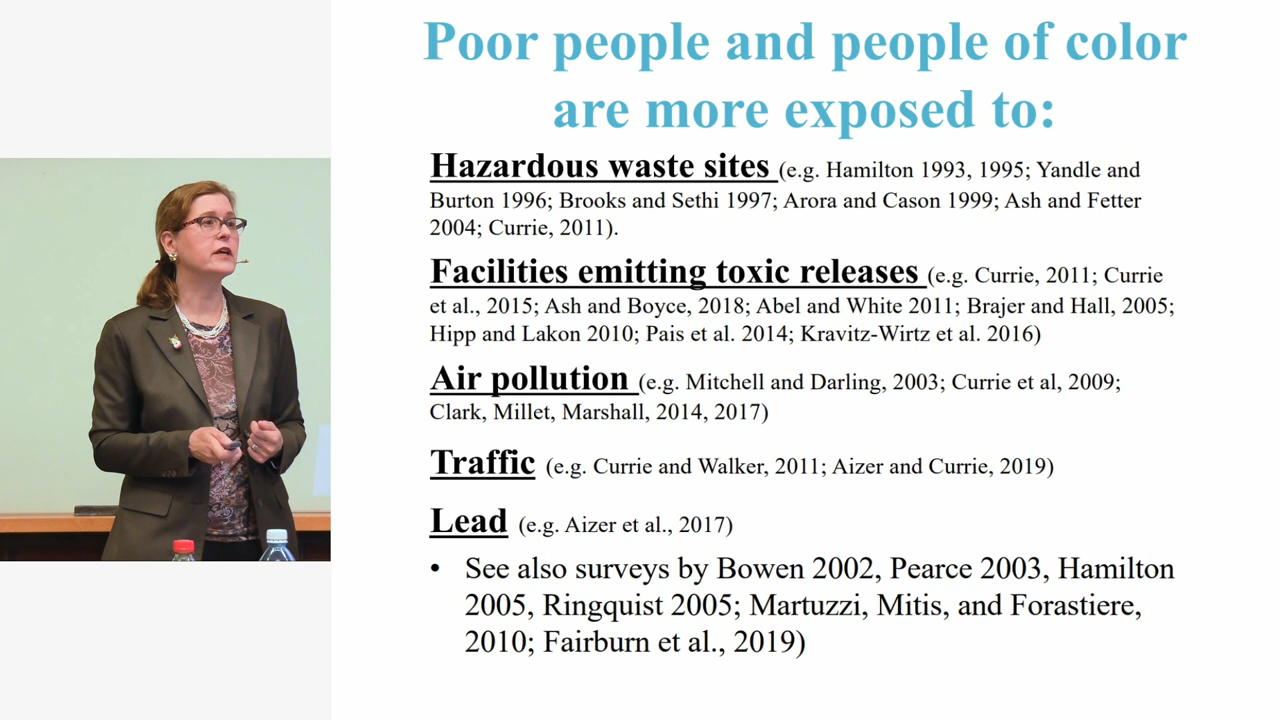 Poor people and people of color
are more exposed to:
Hazardous waste sites (e.g. Hamilton 1993, 1995; Yandle and
Burton 1996; Brooks and Sethi 1997; Arora and Cason 1999; Ash and Fetter
2004; Currie, 2011).
Facilities emitting toxic releases (e.g. Currie, 2011; Currie
et al., 2015; Ash and Boyce, 2018; Abel and White 2011; Brajer and Hall, 2005;
Hipp and Lakon 2010; Pais et al. 2014; Kravitz-Wirtz et al. 2016)
Air pollution (e.g. Mitchell and Darling, 2003; Currie et al, 2009;
Clark, Millet, Marshall, 2014, 2017)
Traffic (e.g. Currie and Walker, 2011; Aizer and Currie, 2019)
Lead (e.g. Aizer et al., 2017)
• See also surveys by Bowen 2002, Pearce 2003, Hamilton
2005, Ringquist 2005; Martuzzi, Mitis, and Forastiere,
2010; Fairburn et al., 2019)